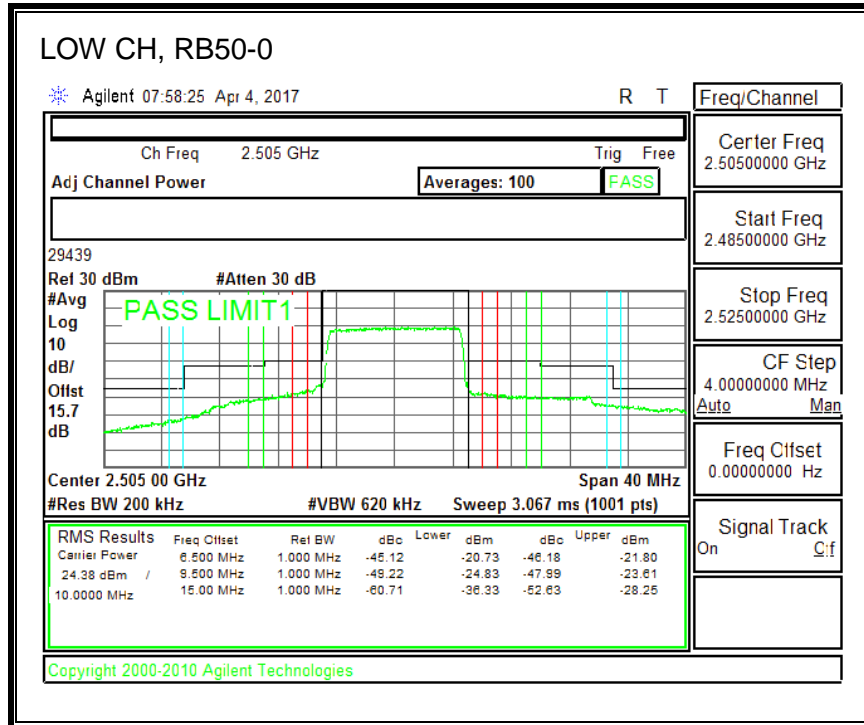 LOW CH, RB50-0
Agilent 07:58:25 Apr 4, 2017 R T
Freq/Channel
Ch Freq 2.505 GHz Trig Free
Adj Channel Power Averages: 100 PASS
Center Freq
2.50500000 GHz
Start Freq
2.48500000 GHz
Stop Freq
2.52500000 GHz
CF Step
4.00000000 MHz
Auto Man
Freq Offset
0.00000000 Hz
Signal Track
On Off
29439
Ref 30 dBm #Atten 30 dB
#Avg
Log
10
dB/
Offst
15.7
dB
PASS LIMIT1
Center 2.505 00 GHz Span 40 MHz
#Res BW 200 kHz #VBW 620 kHz Sweep 3.067 ms (1001 pts)
RMS Results Freq Offset Ref BW dBc Lower dBm dBc Upper dBm
Carrier Power 6.500 MHz 1.000 MHz -45.12 -20.73 -46.18 -21.80
24.38 dBm / 9.500 MHz 1.000 MHz -49.22 -24.83 -47.99 -23.61
10.0000 MHz 15.00 MHz 1.000 MHz -60.71 -36.33 -52.63 -28.25
Copyright 2000-2010 Agilent Technologies